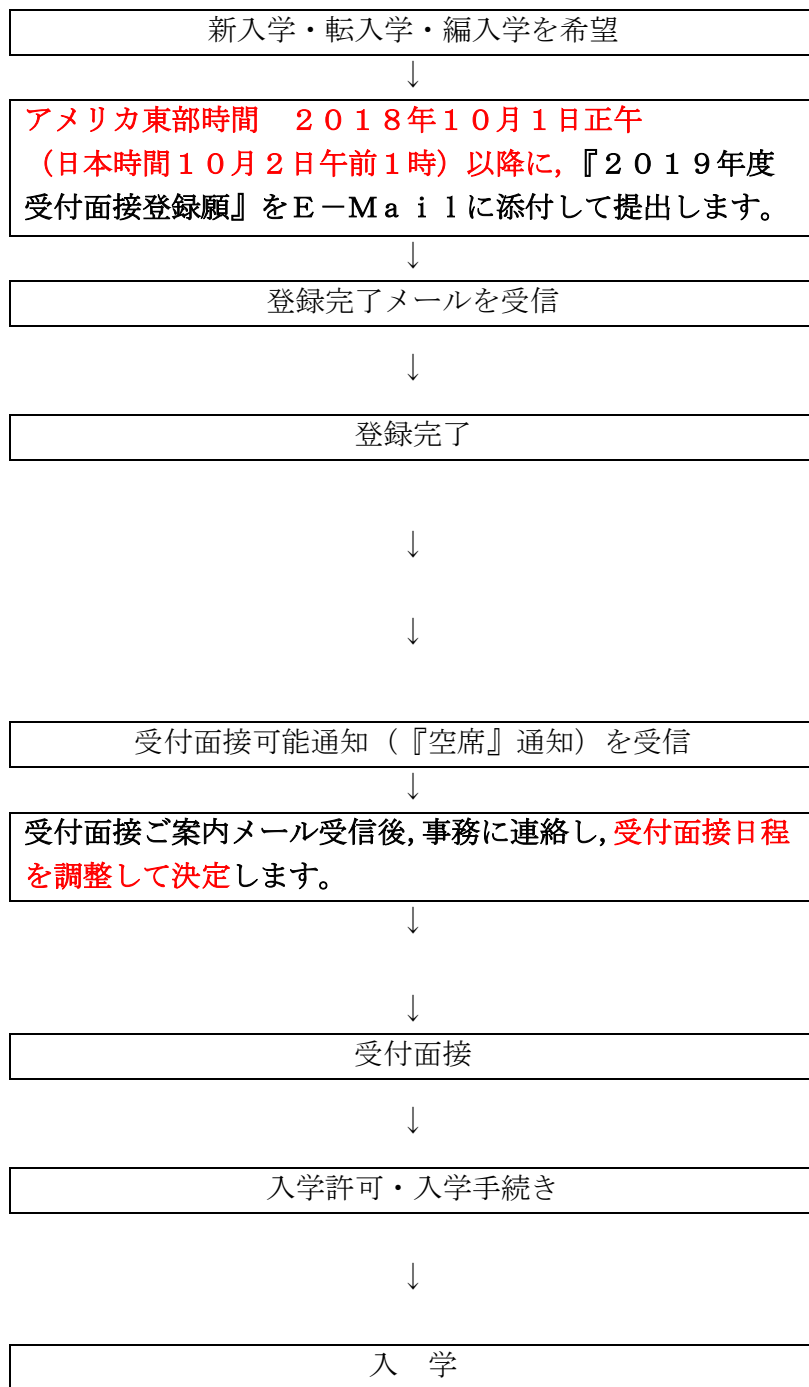 新入学・転入学・編入学を希望
↓
アメリカ東部時間　２０１８年１０月１日正午
（日本時間１０月２日午前１時）以降に,『２０１９年度
受付面接登録願』をＥ－Ｍａｉｌに添付して提出します。
↓
登録完了メールを受信
↓
登録完了
↓
↓
受付面接可能通知（『空席』通知）を受信
↓
受付面接ご案内メール受信後,事務に連絡し,受付面接日程
を調整して決定します。
↓
↓
受付面接
↓
入学許可・入学手続き
↓
入　学